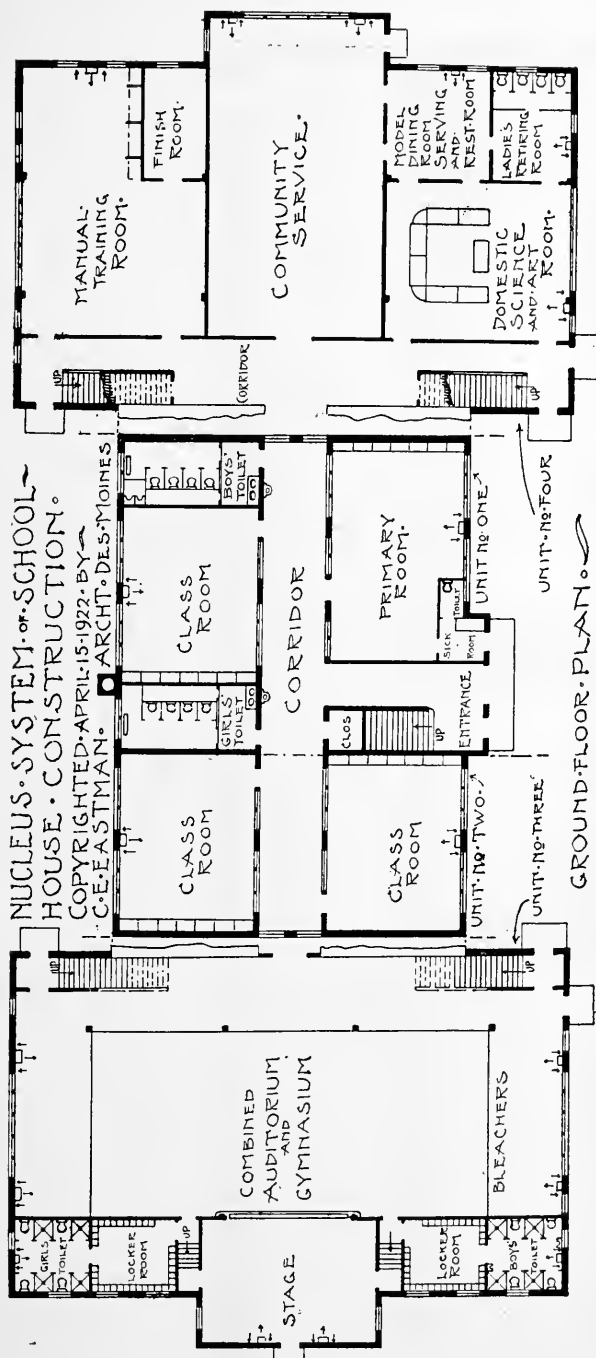 NUCLEUS·SYSTEM·OF·SCHOOL~
HOUSE·CONSTRUCTION·
COPYRIGHTED·APRIL·15·1922·BY~
C·E·EASTMAN· ARCHT·DES·MOINES
GIRLS
TOILET
LOCKER
ROOM
UP
STAGE
LOCKER
ROOM
BOYS'
TOILET
COMBINED
AUDITORIUM
AND
GYMNASIUM
BLEACHERS
UP
UP
CLASS
ROOM
GIRLS'
TOILET
CLASS
ROOM
BOYS'
TOILET
CORRIDOR
CLASS
ROOM
CLOS
UP
ENTRANCE
SICK
ROOM
TOILET
PRIMARY
ROOM·
UNIT·No·TWO·
UNIT·No·THREE
UNIT No·ONE
UNIT·No·FOUR
UP
CORRIDOR
UP
MANUAL·
TRAINING
ROOM·
FINISH
ROOM·
COMMUNITY
SERVICE·
DOMESTIC
SCIENCE
AND·ART
ROOM·
MODEL
DINING
ROOM
SERVING
·AND·
REST·ROOM
LADIE'S
RETIRING
ROOM
GROUND·FLOOR·PLAN·